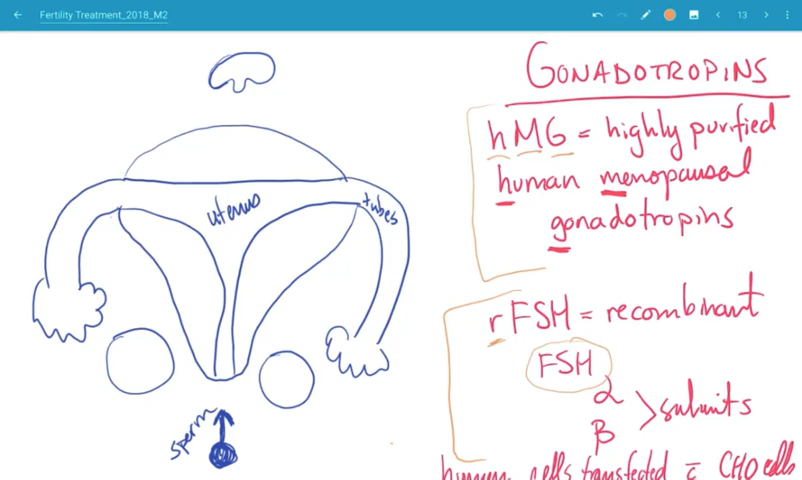 Fertility Treatment_2018_M2
13
GONADOTROPINS
hMG = highly purified
human menopausal
gonadotropins
uterus
tubes
rFSH = recombinant
FSH
α
β > subunits
sperm
human cells transfected c̄ CHO cells